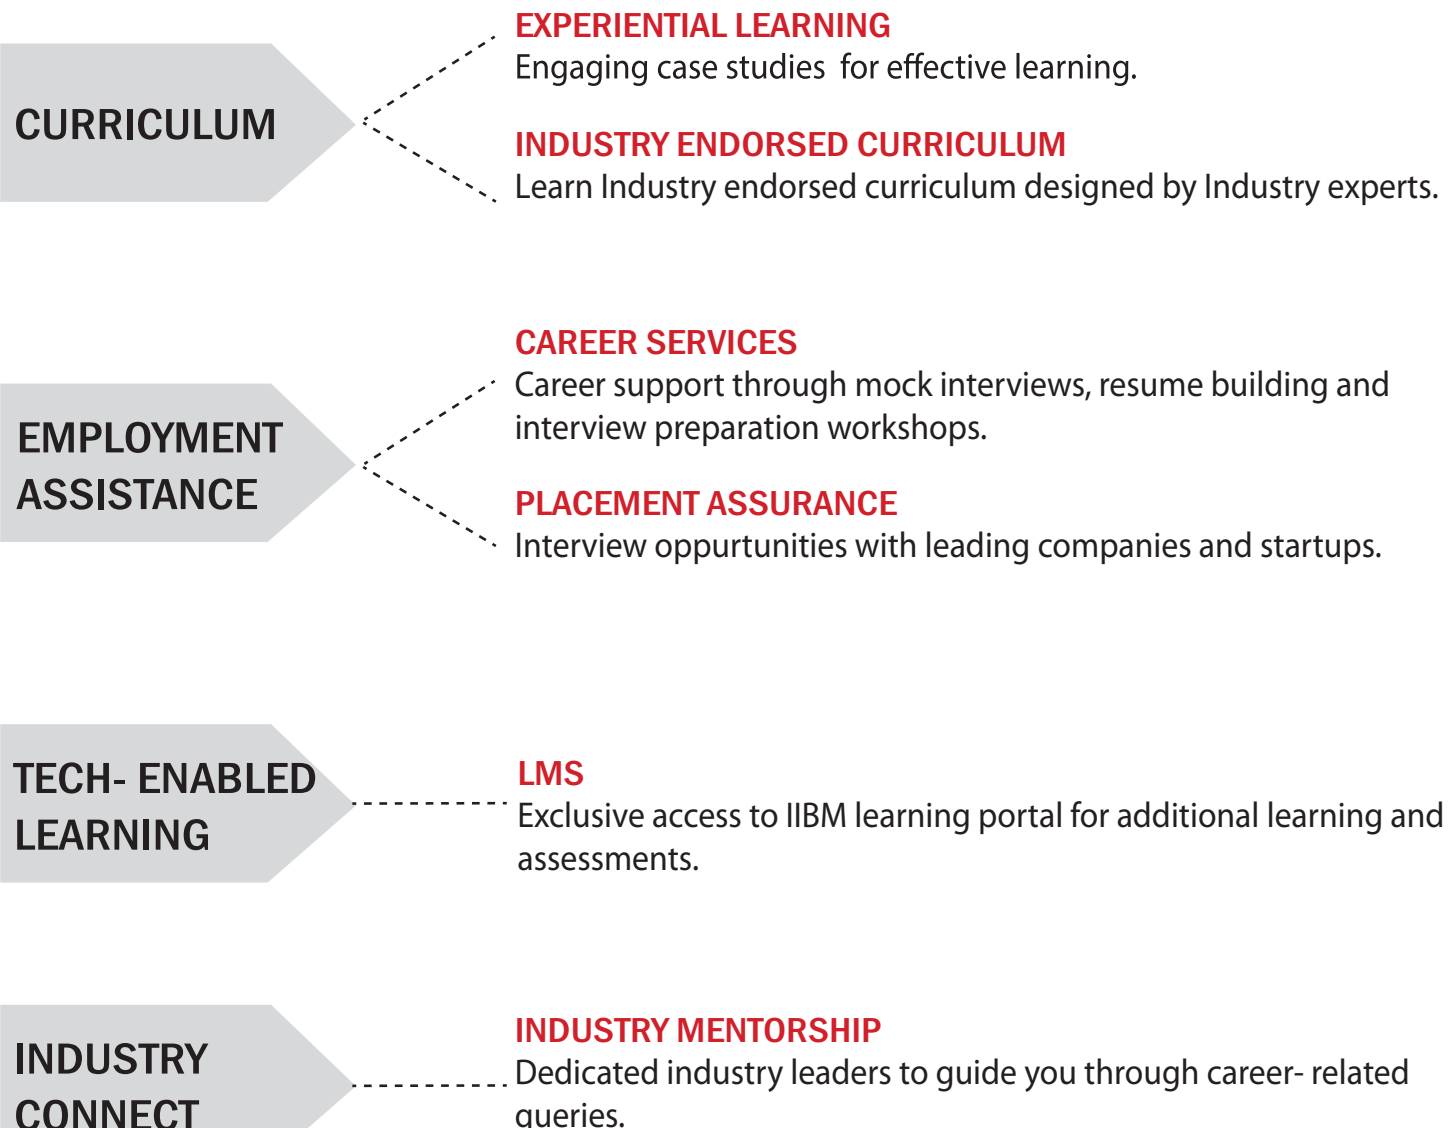 EXPERIENTIAL LEARNING
Engaging case studies for effective learning.
CURRICULUM
INDUSTRY ENDORSED CURRICULUM
Learn Industry endorsed curriculum designed by Industry experts.
CAREER SERVICES
Career support through mock interviews, resume building and
interview preparation workshops.
EMPLOYMENT
ASSISTANCE
PLACEMENT ASSURANCE
Interview oppurtunities with leading companies and startups.
TECH- ENABLED
LEARNING
LMS
Exclusive access to IIBM learning portal for additional learning and
assessments.
INDUSTRY
CONNECT
INDUSTRY MENTORSHIP
Dedicated industry leaders to guide you through career- related
queries.